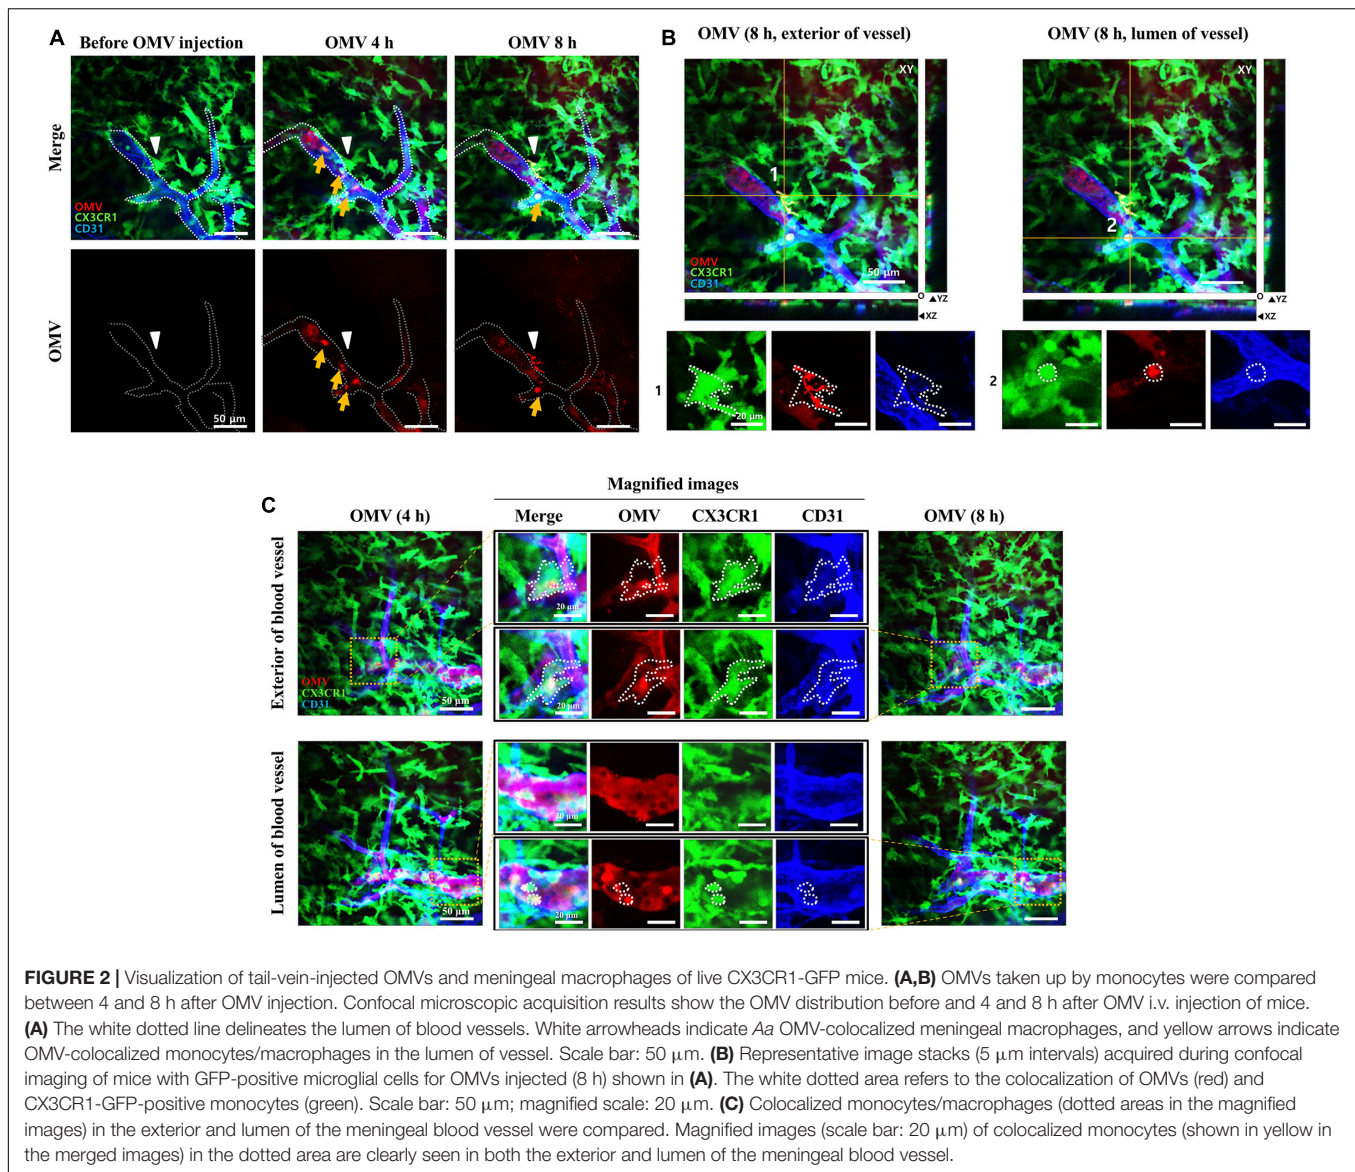 A
Before OMV injection
OMV 4 h
OMV 8 h
Merge
OMV
CX3CR1
CD31
OMV
50 μm
B
OMV (8 h, exterior of vessel)
OMV (8 h, lumen of vessel)
XY
XY
1
2
OMV
CX3CR1
CD31
50 μm
O
▲YZ
◄XZ
O
▲YZ
◄XZ
1
20 μm
2
C
Magnified images
OMV (4 h)
Merge
OMV
CX3CR1
CD31
OMV (8 h)
Exterior of blood vessel
OMV
CX3CR1
CD31
50 μm
20 μm
20 μm
Lumen of blood vessel
50 μm
20 μm
20 μm
FIGURE 2 | Visualization of tail-vein-injected OMVs and meningeal macrophages of live CX3CR1-GFP mice. (A,B) OMVs taken up by monocytes were compared
between 4 and 8 h after OMV injection. Confocal microscopic acquisition results show the OMV distribution before and 4 and 8 h after OMV i.v. injection of mice.
(A) The white dotted line delineates the lumen of blood vessels. White arrowheads indicate Aa OMV-colocalized meningeal macrophages, and yellow arrows indicate
OMV-colocalized monocytes/macrophages in the lumen of vessel. Scale bar: 50 μm. (B) Representative image stacks (5 μm intervals) acquired during confocal
imaging of mice with GFP-positive microglial cells for OMVs injected (8 h) shown in (A). The white dotted area refers to the colocalization of OMVs (red) and
CX3CR1-GFP-positive monocytes (green). Scale bar: 50 μm; magnified scale: 20 μm. (C) Colocalized monocytes/macrophages (dotted areas in the magnified
images) in the exterior and lumen of the meningeal blood vessel were compared. Magnified images (scale bar: 20 μm) of colocalized monocytes (shown in yellow in
the merged images) in the dotted area are clearly seen in both the exterior and lumen of the meningeal blood vessel.